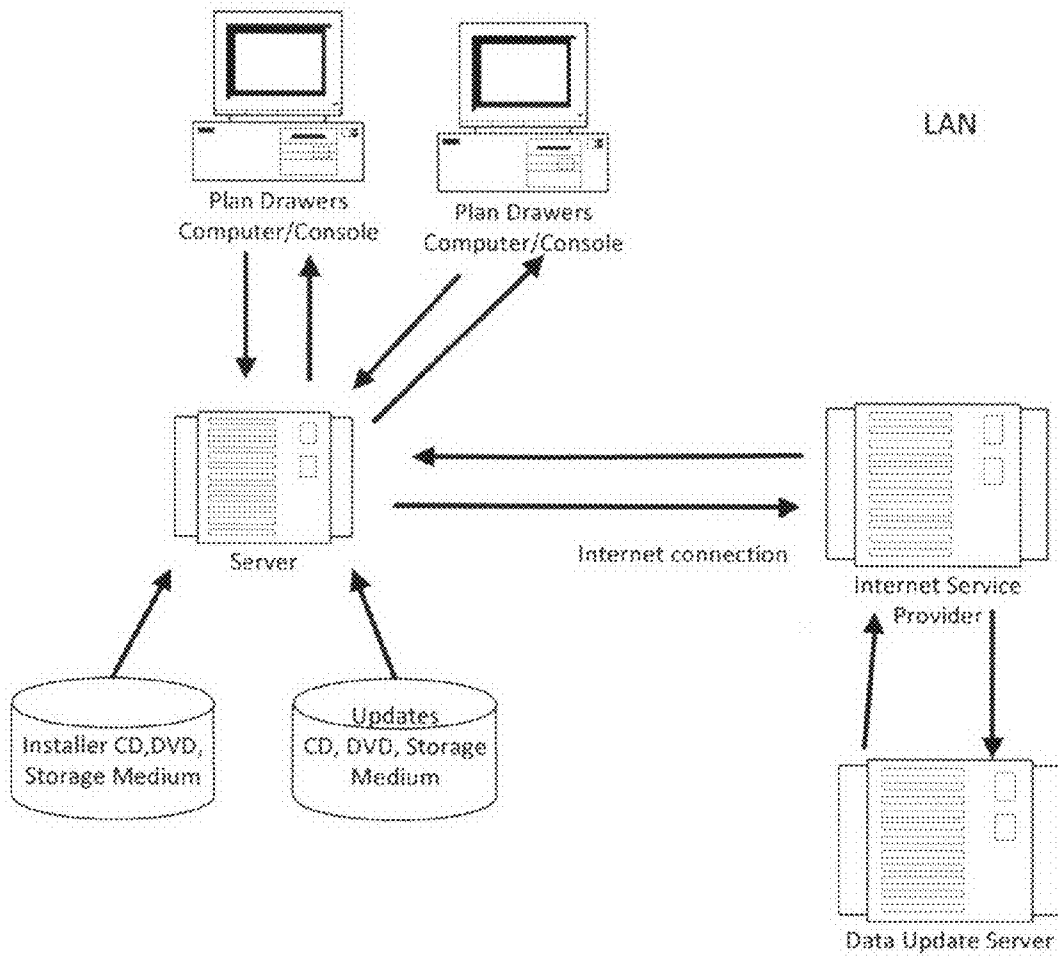 LAN
Plan Drawers
Computer/Console
Plan Drawers
Computer/Console
Server
Internet connection
Internet Service
Provider
Installer CD,DVD,
Storage Medium
Updates
CD, DVD, Storage
Medium
Data Update Server